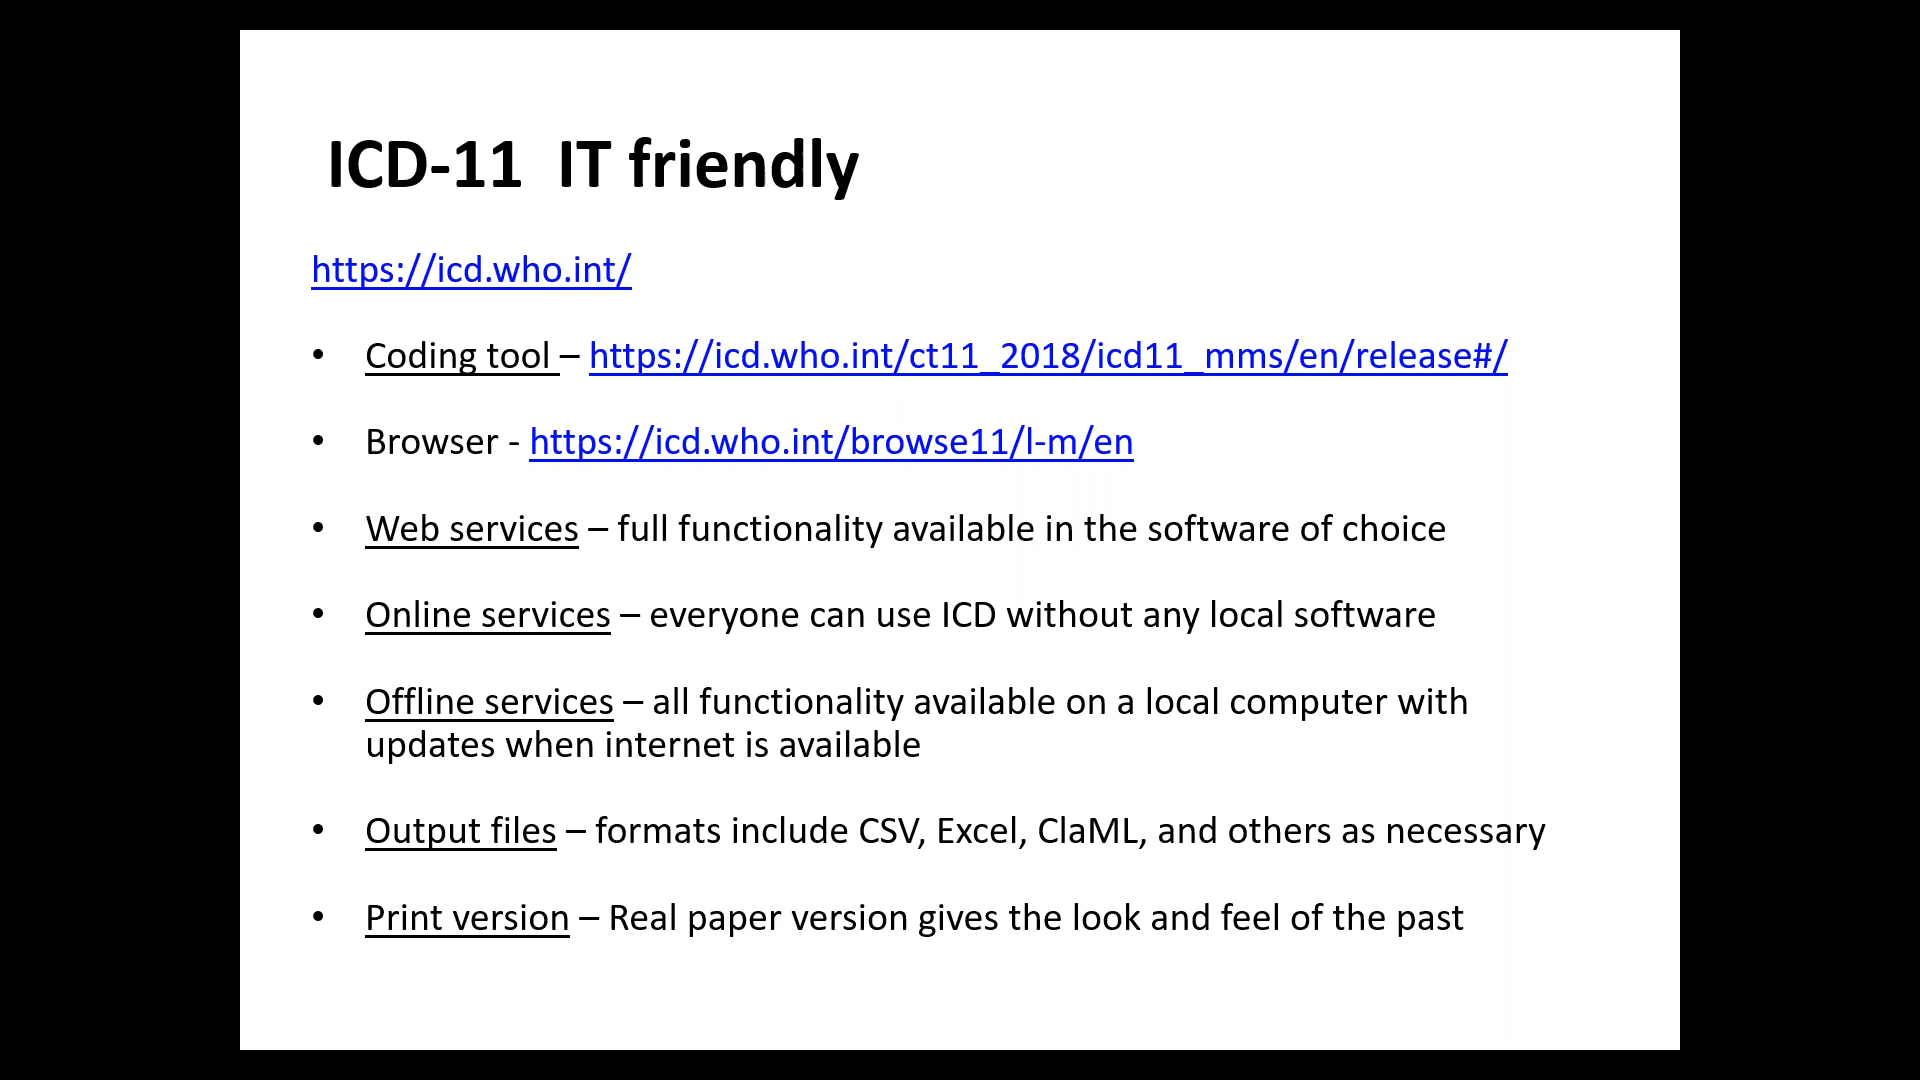 ICD-11  IT friendly
https://icd.who.int/
• Coding tool – https://icd.who.int/ct11_2018/icd11_mms/en/release#/
• Browser - https://icd.who.int/browse11/l-m/en
• Web services – full functionality available in the software of choice
• Online services – everyone can use ICD without any local software
• Offline services – all functionality available on a local computer with
updates when internet is available
• Output files – formats include CSV, Excel, ClaML, and others as necessary
• Print version – Real paper version gives the look and feel of the past